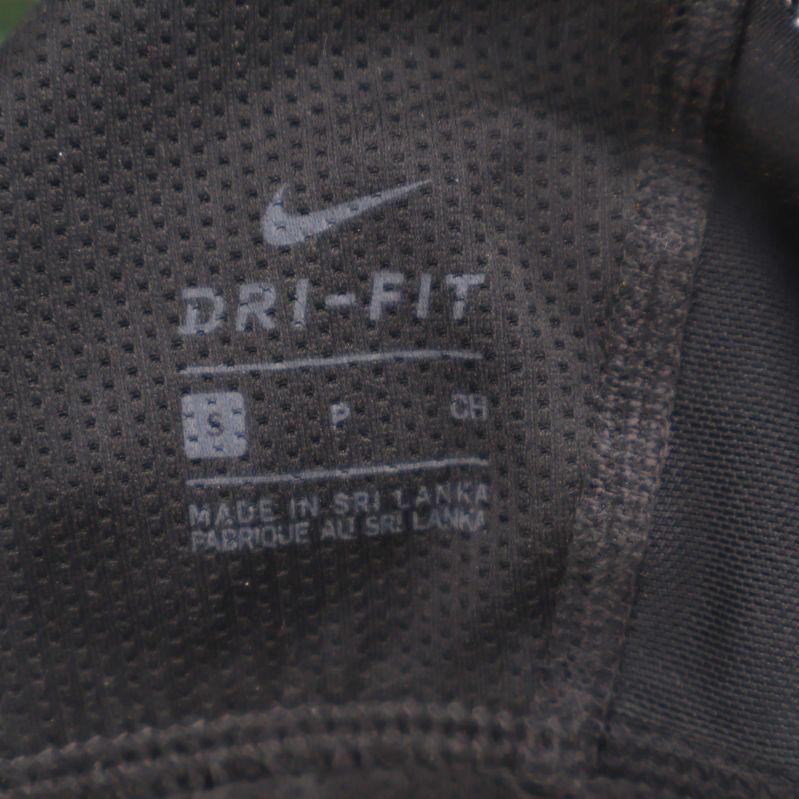 DRI-FIT
S P CH
MADE IN SRI LANKA
FABRIQUE AU SRI LANKA